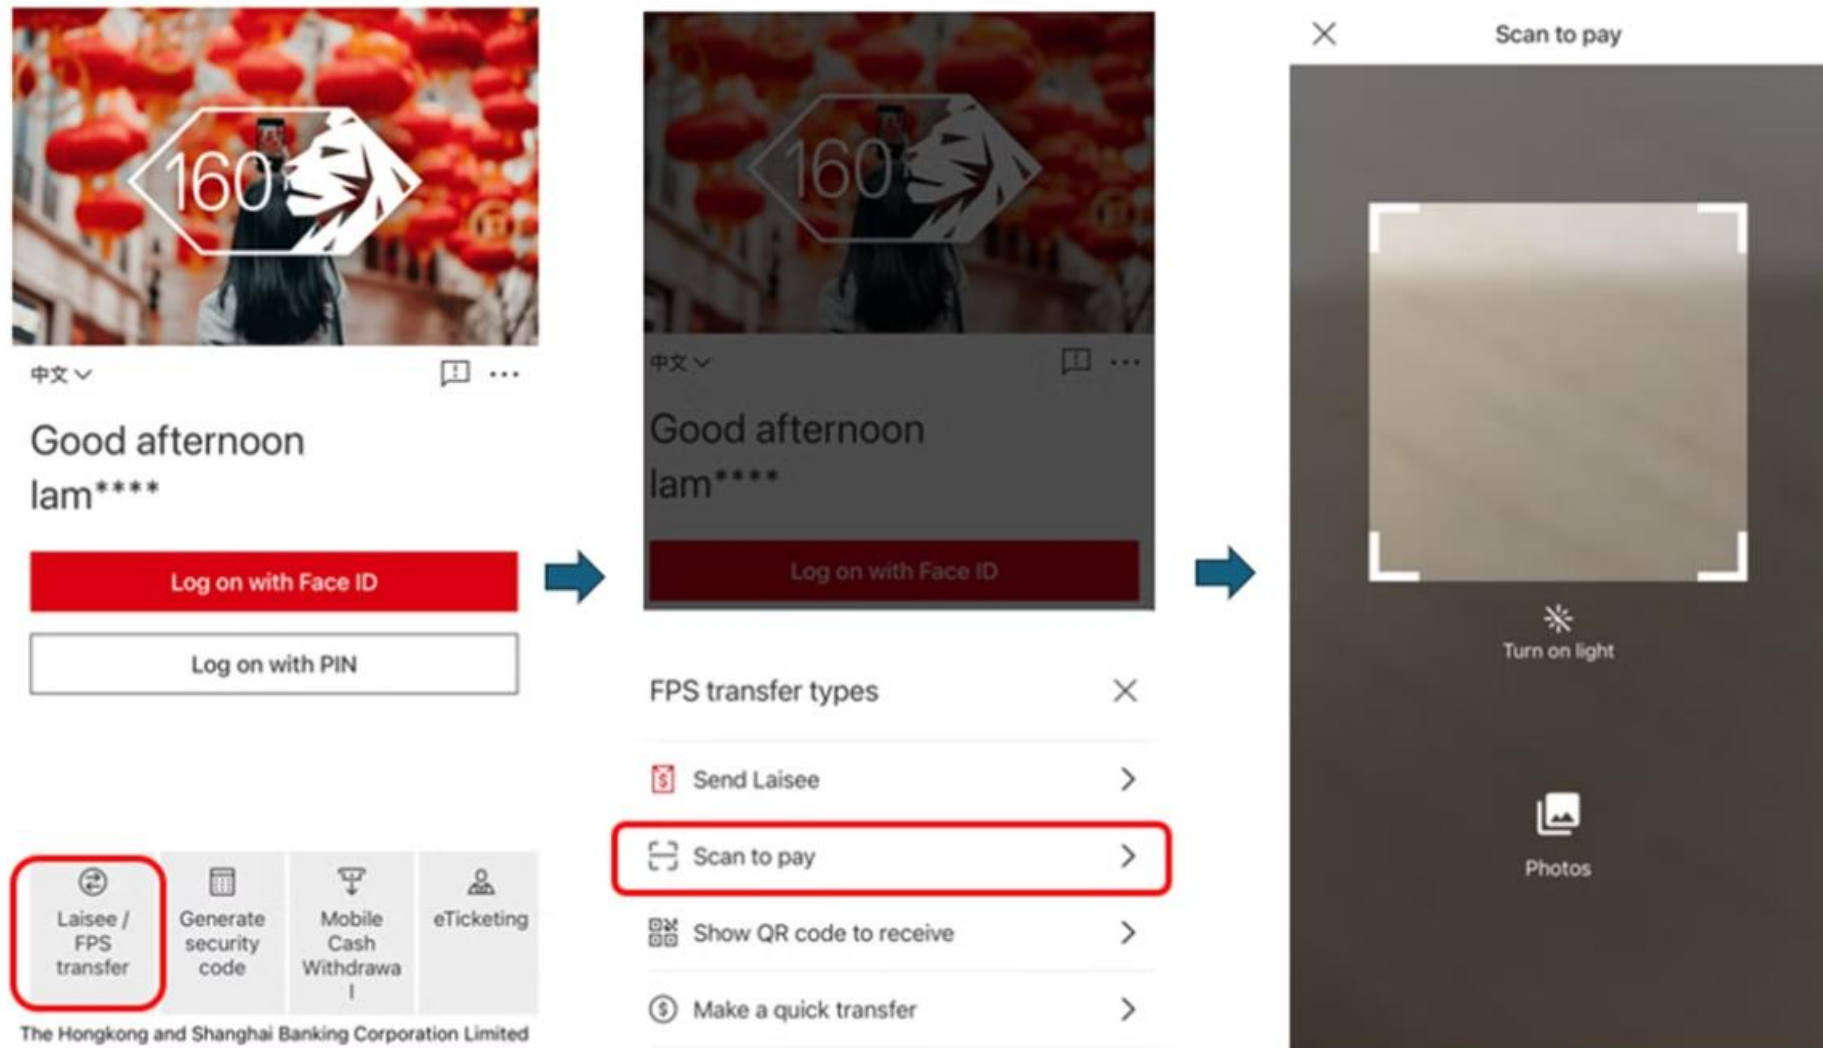 160
中文
Good afternoon
lam****
Log on with Face ID
Log on with PIN
Laisee /
FPS
transfer
Generate
security
code
Mobile
Cash
Withdrawa
l
eTicketing
The Hongkong and Shanghai Banking Corporation Limited
160
中文
Good afternoon
lam****
Log on with Face ID
FPS transfer types
Send Laisee
Scan to pay
Show QR code to receive
Make a quick transfer
Scan to pay
Turn on light
Photos